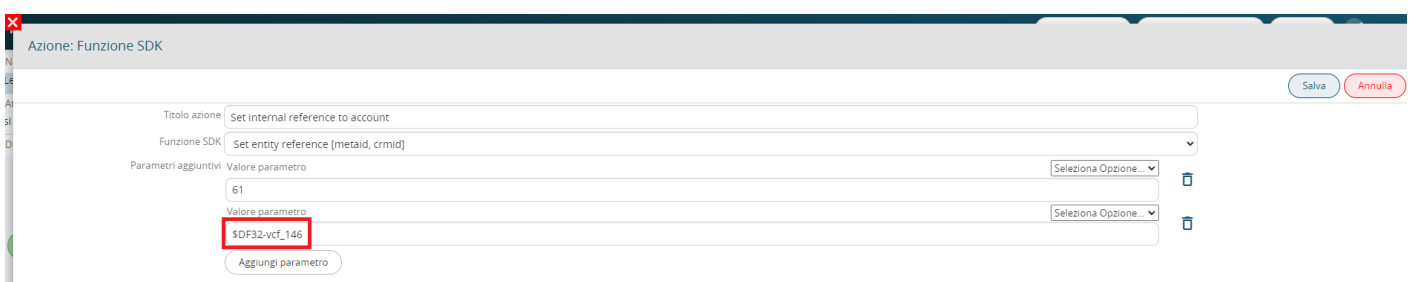 Azione: Funzione SDK
Salva
Annulla
Titolo azione
Set internal reference to account
Funzione SDK
Set entity reference [metaid, crmid]
Parametri aggiuntivi
Valore parametro
Seleziona Opzione...
61
Valore parametro
Seleziona Opzione...
$DF32-vcf_146
Aggiungi parametro